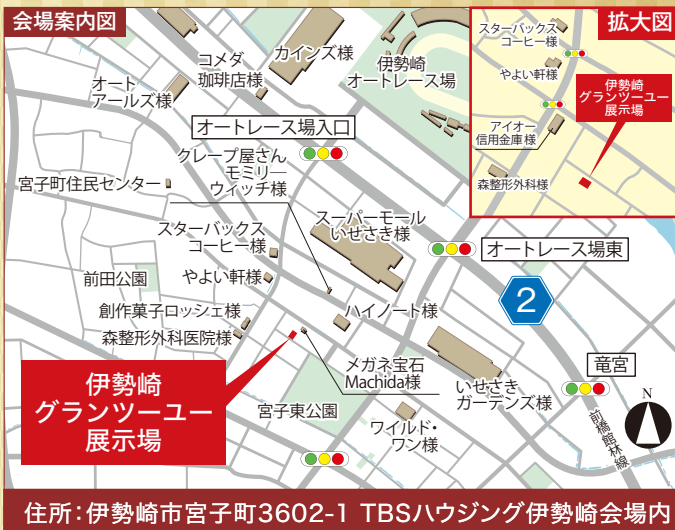 会場案内図
拡大図
スターバックス
コーヒー様
やよい軒様
伊勢崎
グランツーユー
展示場
アイオー
信用金庫様
森整形外科様
コメダ
珈琲店様
カインズ様
伊勢崎
オートレース場
オート
アールズ様
オートレース場入口
クレープ屋さん
モミリー
ウィッチ様
宮子町住民センター
スターバックス
コーヒー様
スーパーモール
いせさき様
オートレース場東
前田公園
やよい軒様
2
創作菓子ロッシェ様
ハイノート様
森整形外科医院様
伊勢崎
グランツーユー
展示場
メガネ宝石
Machida様
いせさき
ガーデンズ様
竜宮
宮子東公園
ワイルド・
ワン様
前橋館林線
N
住所:伊勢崎市宮子町3602-1 TBSハウジング伊勢崎会場内